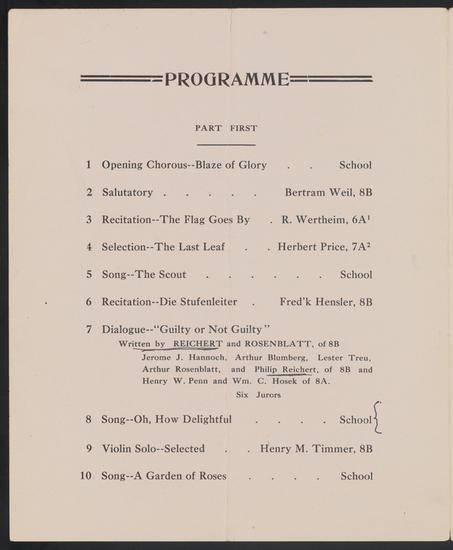 PROGRAMME
PART FIRST
1 Opening Chorous--Blaze of Glory . . School
2 Salutatory . . . . . Bertram Weil, 8B
3 Recitation--The Flag Goes By . R. Wertheim, 6A¹
4 Selection--The Last Leaf . . Herbert Price, 7A²
5 Song--The Scout . . . . . . School
6 Recitation--Die Stufenleiter . Fred'k Hensler, 8B
7 Dialogue--"Guilty or Not Guilty"
Written by REICHERT and ROSENBLATT, of 8B
Jerome J. Hannoch, Arthur Blumberg, Lester Treu,
Arthur Rosenblatt, and Philip Reichert, of 8B and
Henry W. Penn and Wm. C. Hosek of 8A.
Six Jurors
8 Song--Oh, How Delightful . . . . School
9 Violin Solo--Selected . . Henry M. Timmer, 8B
10 Song--A Garden of Roses . . . . School